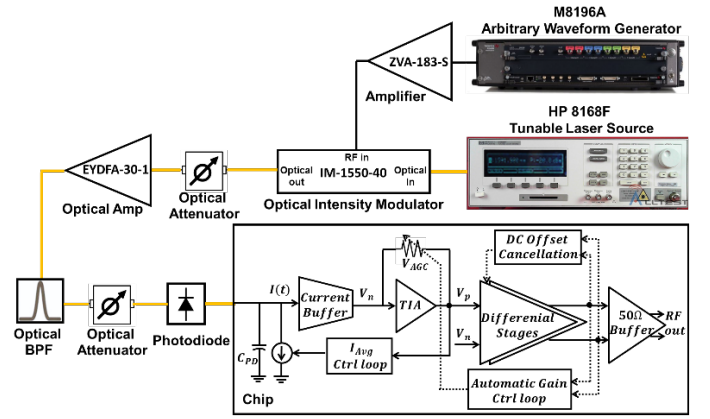 M8196A
Arbitrary Waveform Generator
ZVA-183-S
Amplifier
HP 8168F
Tunable Laser Source
RF in
Optical out
IM-1550-40
Optical in
Optical Intensity Modulator
EYDFA-30-1
Optical Amp
Optical
Attenuator
ALLTEST
Optical
BPF
Optical
Attenuator
Photodiode
I(t)
Current
Buffer
V_n
V_AGC
TIA
V_p
V_n
DC Offset
Cancellation
Differential
Stages
50Ω
Buffer
RF
out
C_PD
I_Avg
Ctrl loop
Automatic Gain
Ctrl loop
Chip